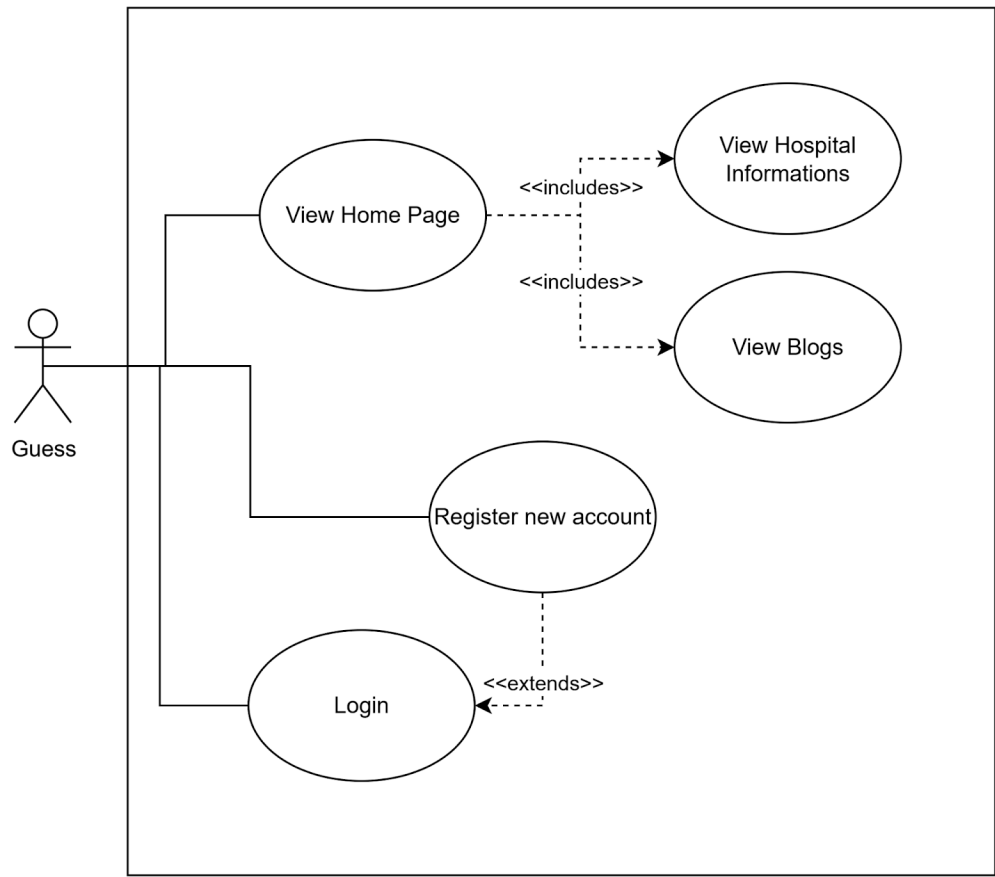 View Hospital
Informations
<<includes>>
View Home Page
<<includes>>
View Blogs
Guess
Register new account
<<extends>>
Login